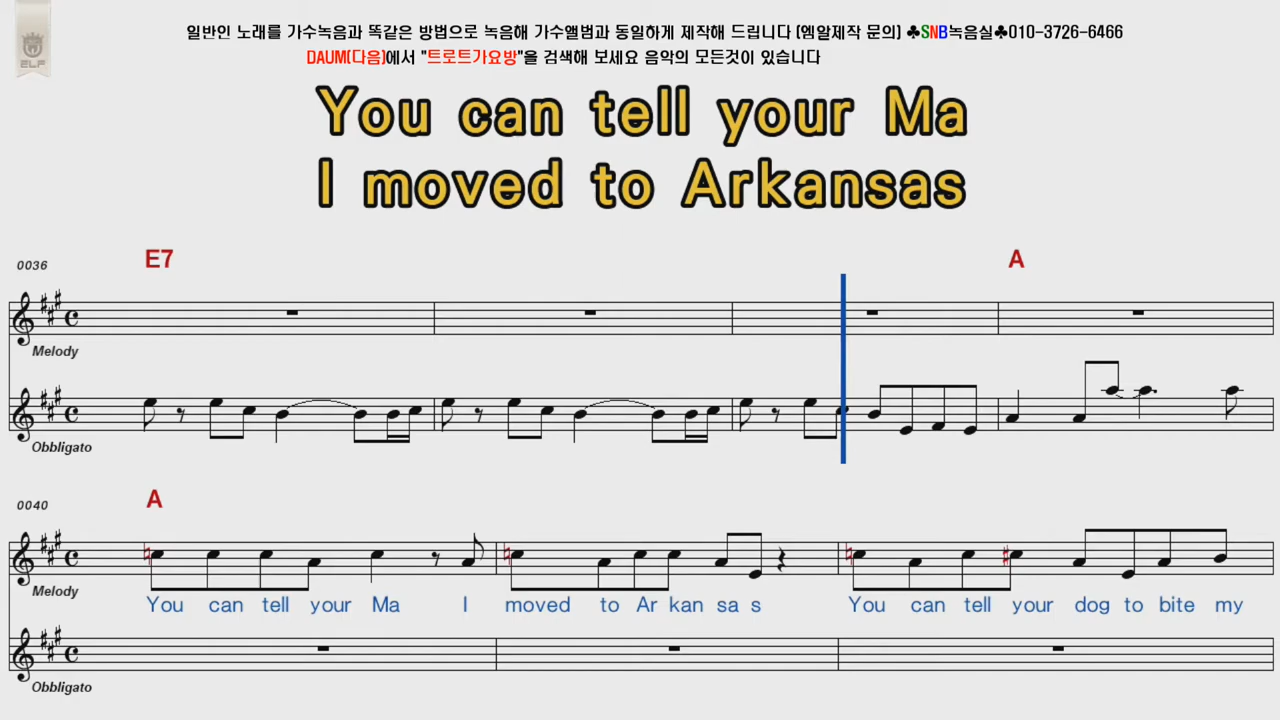 일반인 노래를 가수녹음과 똑같은 방법으로 녹음해 가수앨범과 동일하게 제작해 드립니다 (엠알제작 문의) ♣SNB녹음실♣010-3726-6466
DAUM(다음)에서 "트로트가요방"을 검색해 보세요 음악의 모든것이 있습니다
ELF
You can tell your Ma
I moved to Arkansas
0036
E7
A
Melody
Obbligato
0040
A
Melody
You can tell your Ma I moved to Ar kan sa s You can tell your dog to bite my
Obbligato